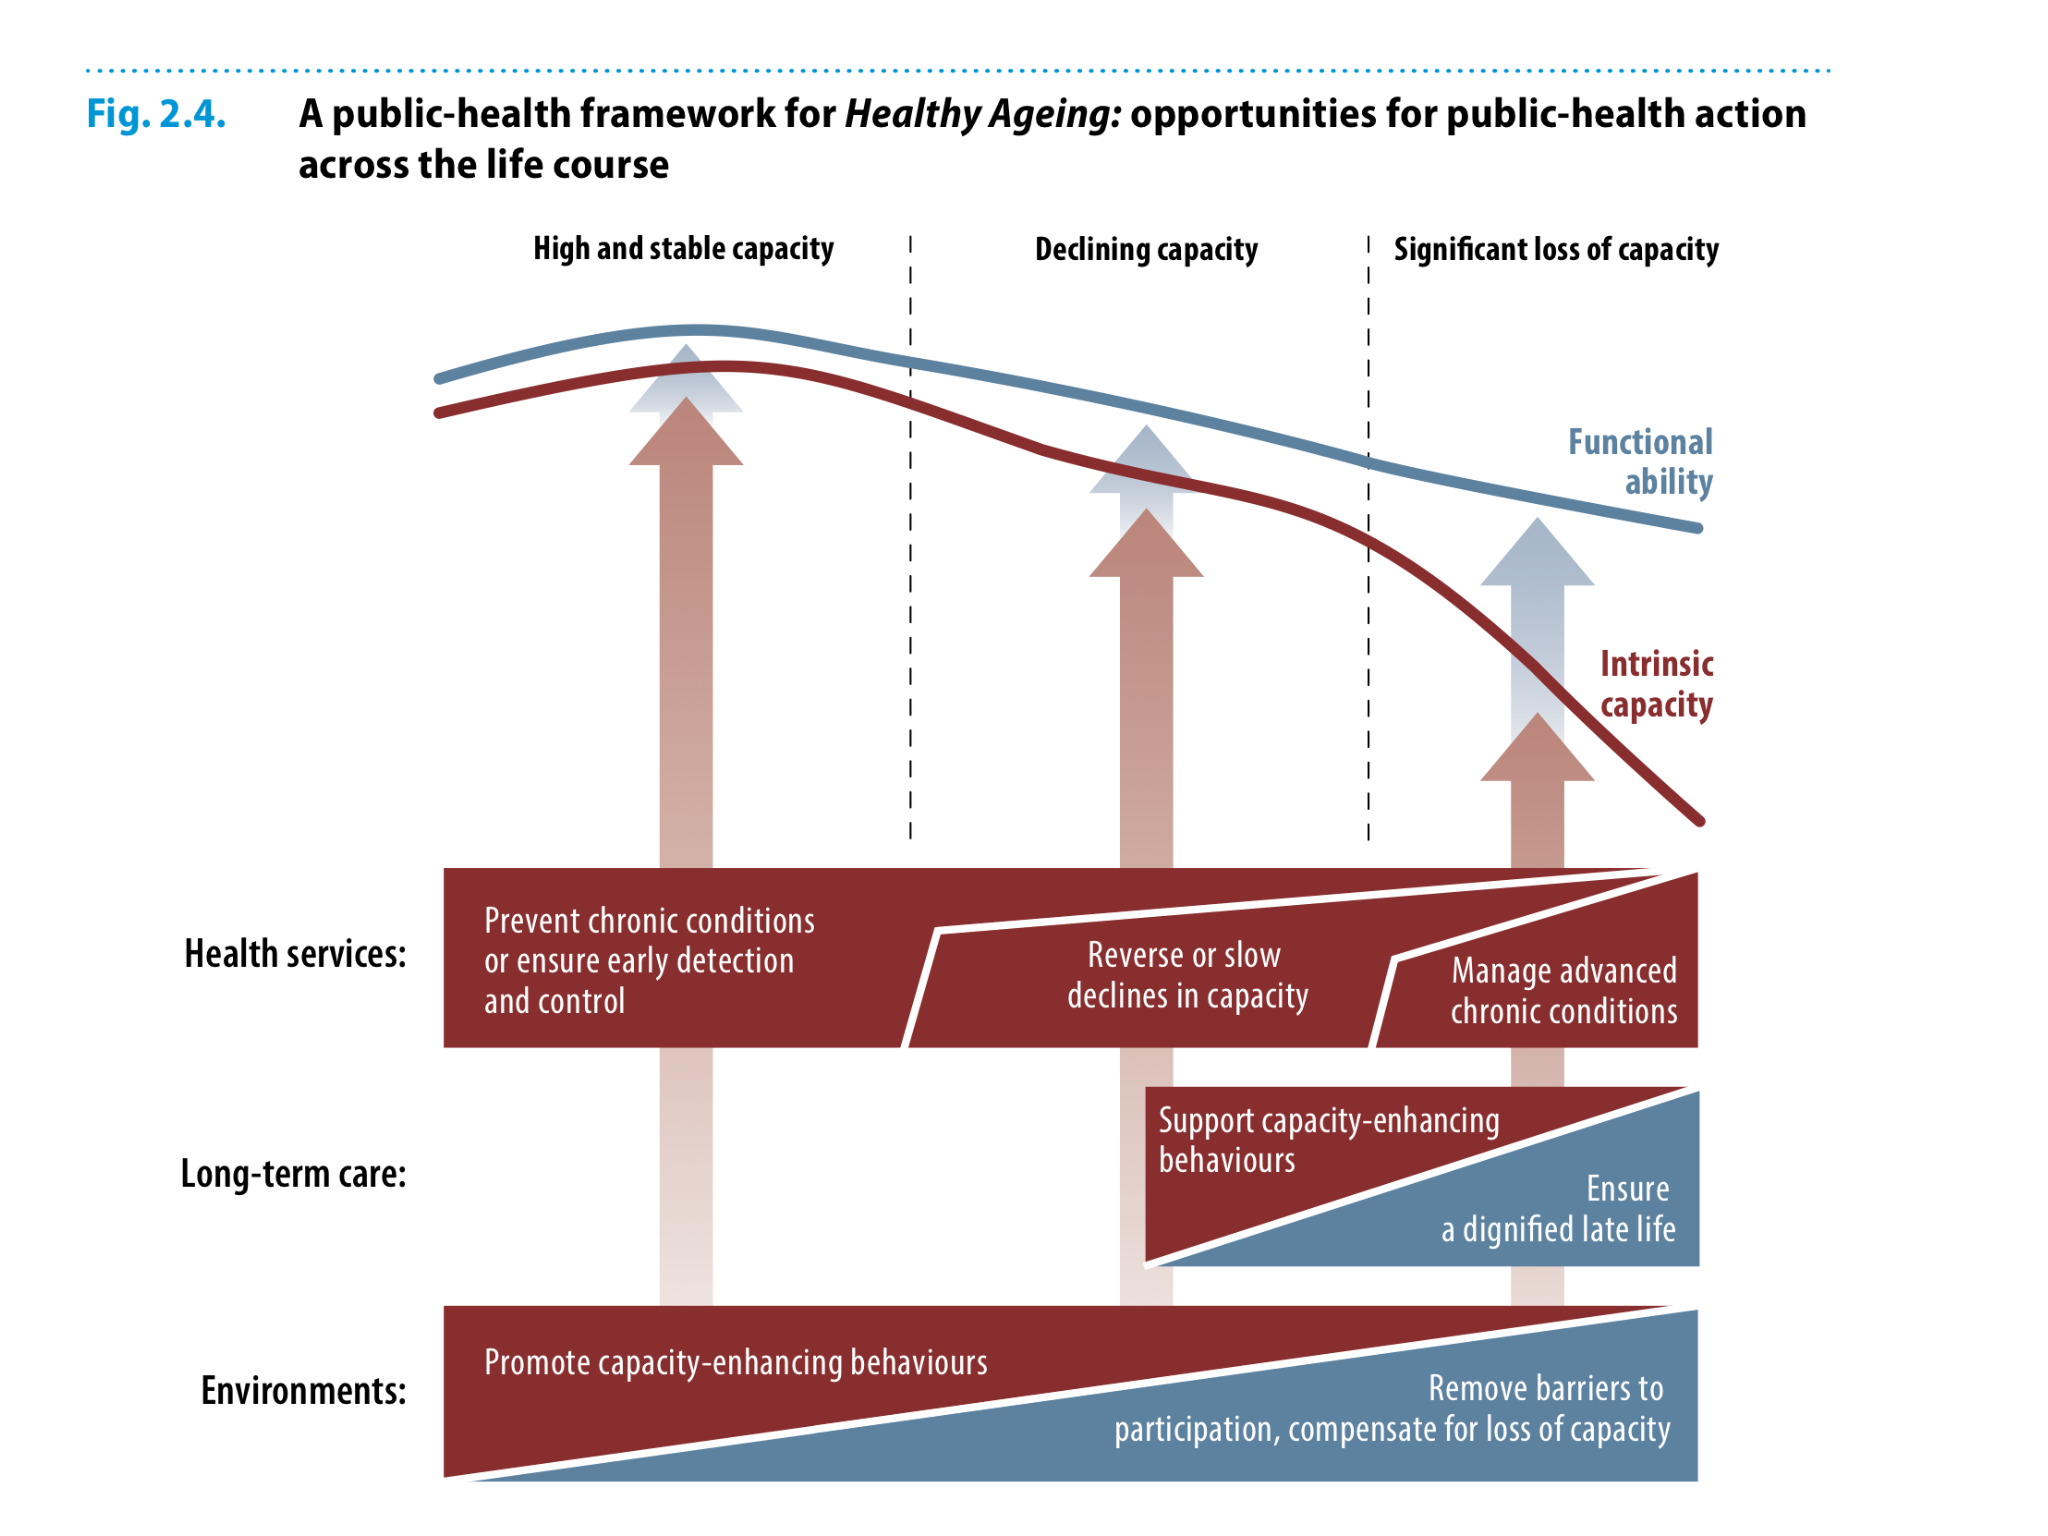 Fig. 2.4. A public-health framework for Healthy Ageing: opportunities for public-health action
across the life course
High and stable capacity
Declining capacity
Significant loss of capacity
Functional
ability
Intrinsic
capacity
Health services:
Prevent chronic conditions
or ensure early detection
and control
Reverse or slow
declines in capacity
Manage advanced
chronic conditions
Long-term care:
Support capacity-enhancing
behaviours
Ensure
a dignified late life
Environments:
Promote capacity-enhancing behaviours
Remove barriers to
participation, compensate for loss of capacity